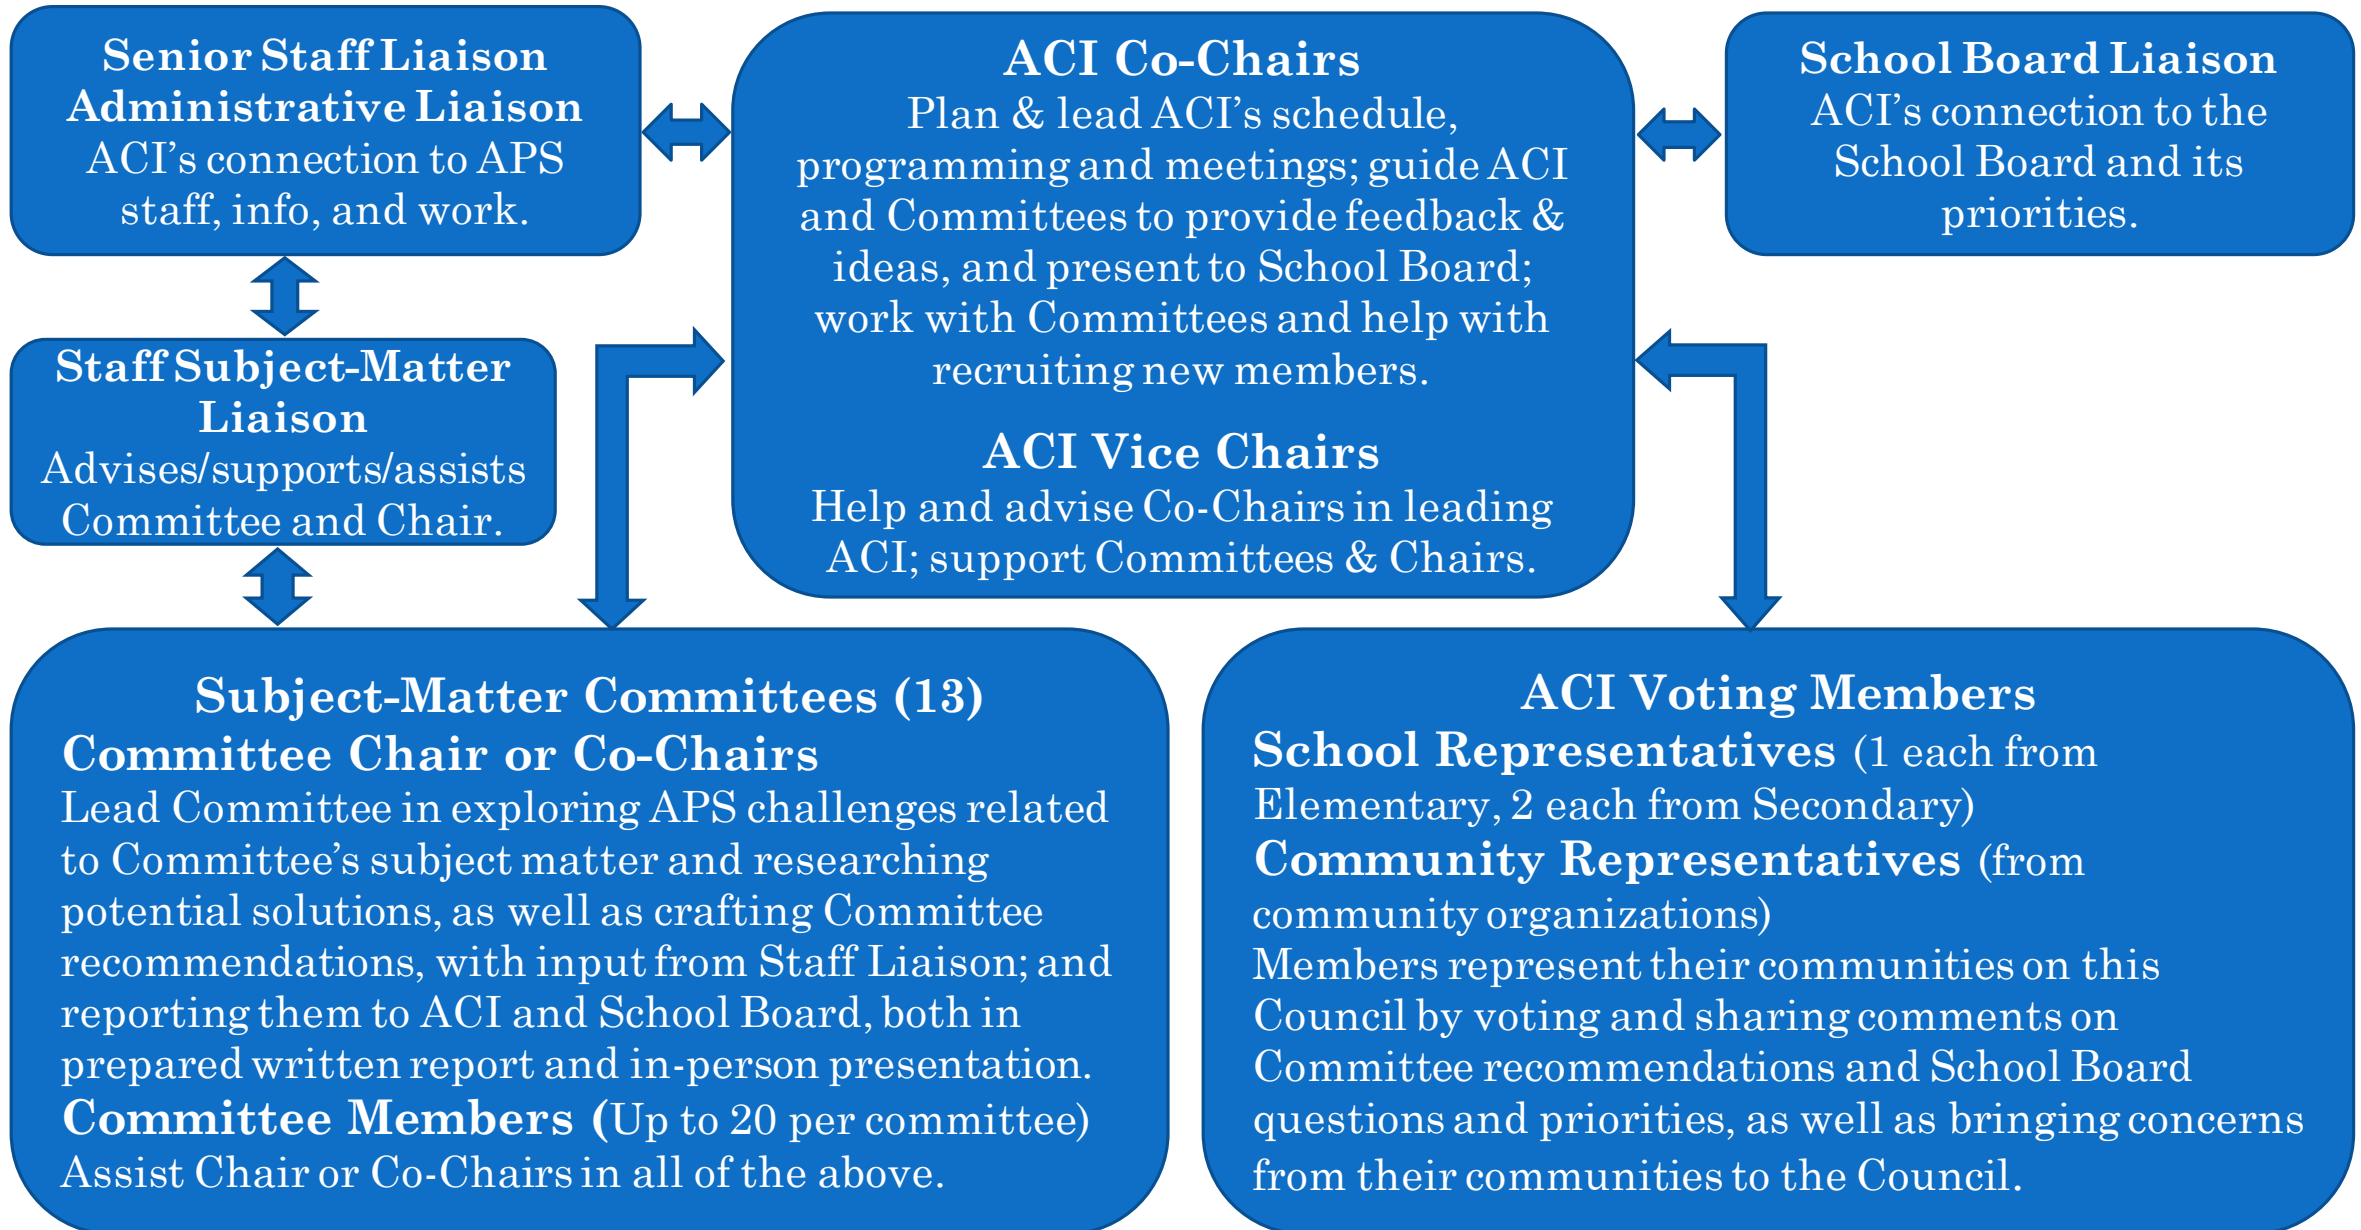 Senior Staff Liaison
Administrative Liaison
ACI's connection to APS
staff, info, and work.
ACI Co-Chairs
Plan & lead ACI's schedule,
programming and meetings; guide ACI
and Committees to provide feedback &
ideas, and present to School Board;
work with Committees and help with
recruiting new members.
ACI Vice Chairs
Help and advise Co-Chairs in leading
ACI; support Committees & Chairs.
School Board Liaison
ACI's connection to the
School Board and its
priorities.
Staff Subject-Matter
Liaison
Advises/supports/assists
Committee and Chair.
Subject-Matter Committees (13)
Committee Chair or Co-Chairs
Lead Committee in exploring APS challenges related
to Committee's subject matter and researching
potential solutions, as well as crafting Committee
recommendations, with input from Staff Liaison; and
reporting them to ACI and School Board, both in
prepared written report and in-person presentation.
Committee Members (Up to 20 per committee)
Assist Chair or Co-Chairs in all of the above.
ACI Voting Members
School Representatives (1 each from
Elementary, 2 each from Secondary)
Community Representatives (from
community organizations)
Members represent their communities on this
Council by voting and sharing comments on
Committee recommendations and School Board
questions and priorities, as well as bringing concerns
from their communities to the Council.